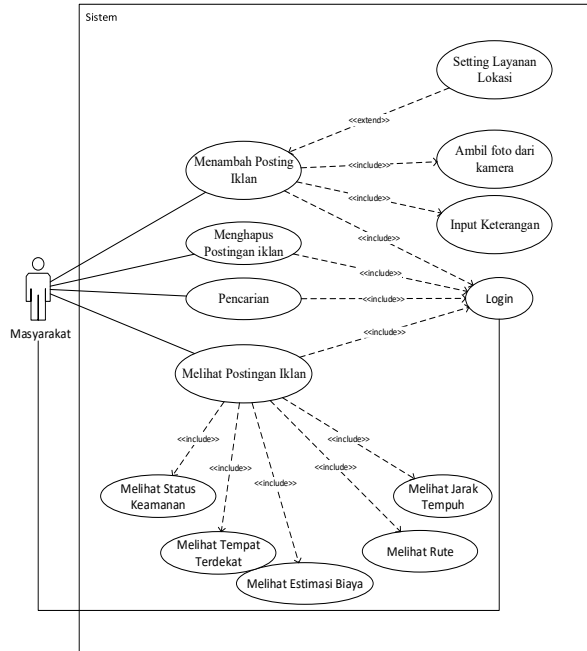 Sistem
Setting Layanan
Lokasi
<<extend>>
Menambah Posting
Iklan
<<include>>
Ambil foto dari
kamera
<<include>>
Input Keterangan
<<include>>
Menghapus
Postingan iklan
<<include>>
Pencarian
<<include>>
Login
Masyarakat
<<include>>
Melihat Postingan Iklan
<<include>>
<<include>>
<<include>>
<<include>>
<<include>>
Melihat Status
Keamanan
Melihat Jarak
Tempuh
Melihat Tempat
Terdekat
Melihat Rute
Melihat Estimasi Biaya